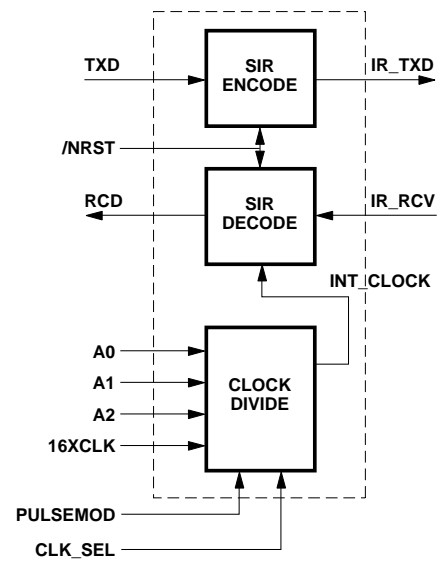 TXD
SIR
ENCODE
IR_TXD
/NRST
RCD
SIR
DECODE
IR_RCV
INT_CLOCK
A0
A1
A2
16XCLK
CLOCK
DIVIDE
PULSEMOD
CLK_SEL